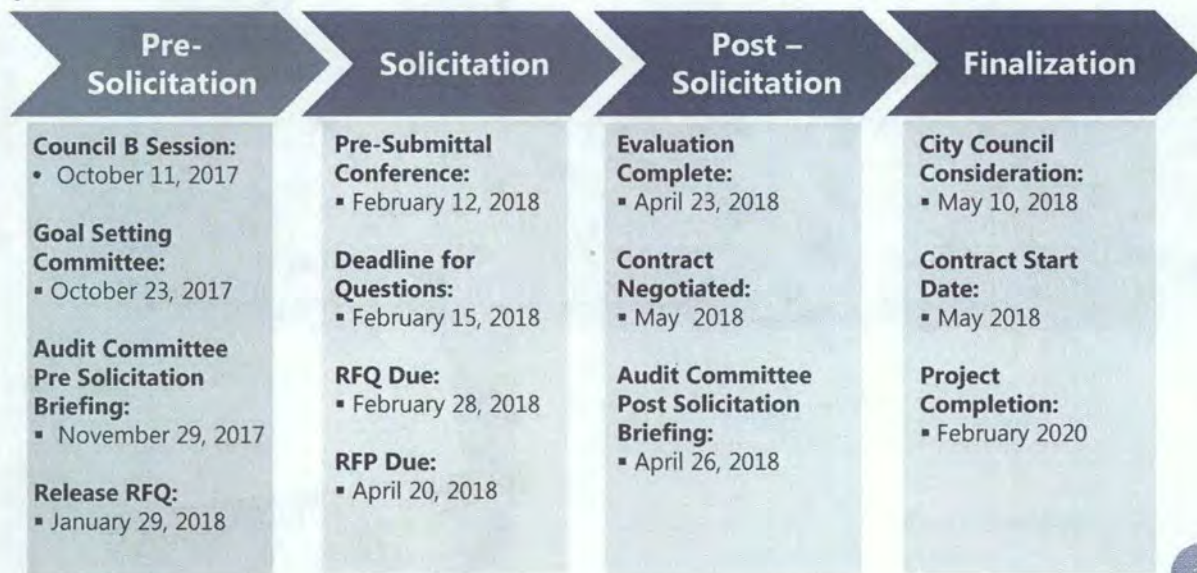 Pre-
Solicitation
Council B Session:
• October 11, 2017
Goal Setting
Committee:
▪ October 23, 2017
Audit Committee
Pre Solicitation
Briefing:
▪ November 29, 2017
Release RFQ:
▪ January 29, 2018
Solicitation
Pre-Submittal
Conference:
▪ February 12, 2018
Deadline for
Questions:
▪ February 15, 2018
RFQ Due:
▪ February 28, 2018
RFP Due:
▪ April 20, 2018
Post –
Solicitation
Evaluation
Complete:
▪ April 23, 2018
Contract
Negotiated:
▪ May 2018
Audit Committee
Post Solicitation
Briefing:
▪ April 26, 2018
Finalization
City Council
Consideration:
▪ May 10, 2018
Contract Start
Date:
▪ May 2018
Project
Completion:
▪ February 2020